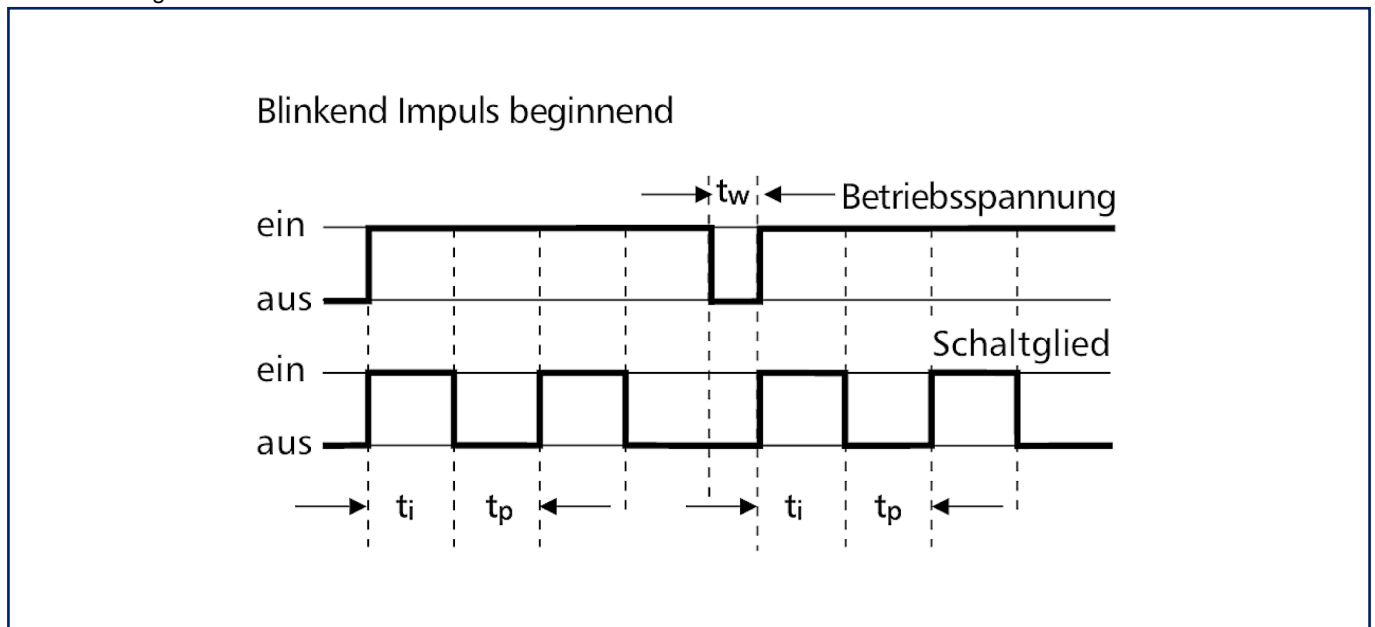 Blinkend Impuls beginnend
tw Betriebsspannung
ein
aus
Schaltglied
ein
aus
ti tp ti tp